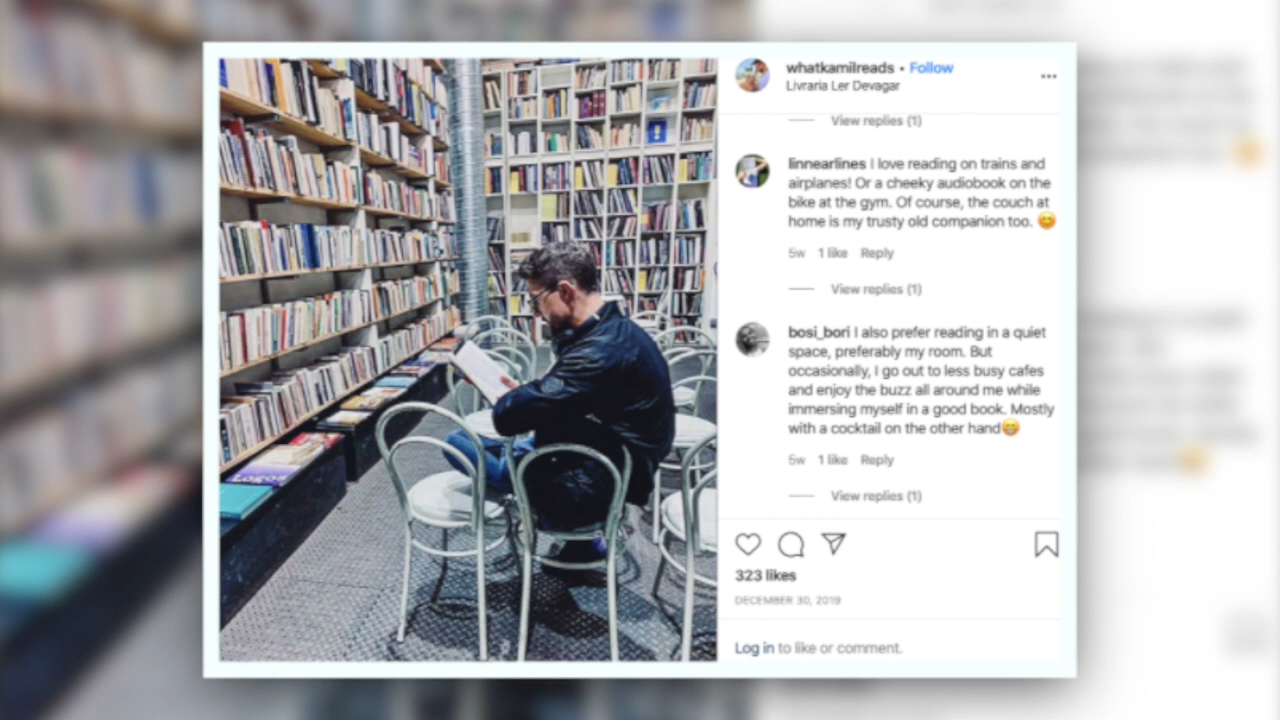 whatkamilreads • Follow
Livraria Ler Devagar
View replies (1)
linnearlines I love reading on trains and
airplanes! Or a cheeky audiobook on the
bike at the gym. Of course, the couch at
home is my trusty old companion too. 😊
5w 1 like Reply
View replies (1)
bosi_bori I also prefer reading in a quiet
space, preferably my room. But
occasionally, I go out to less busy cafes
and enjoy the buzz all around me while
immersing myself in a good book. Mostly
with a cocktail on the other hand😁
5w 1 like Reply
View replies (1)
323 likes
DECEMBER 30, 2019
Log in to like or comment.
Logos